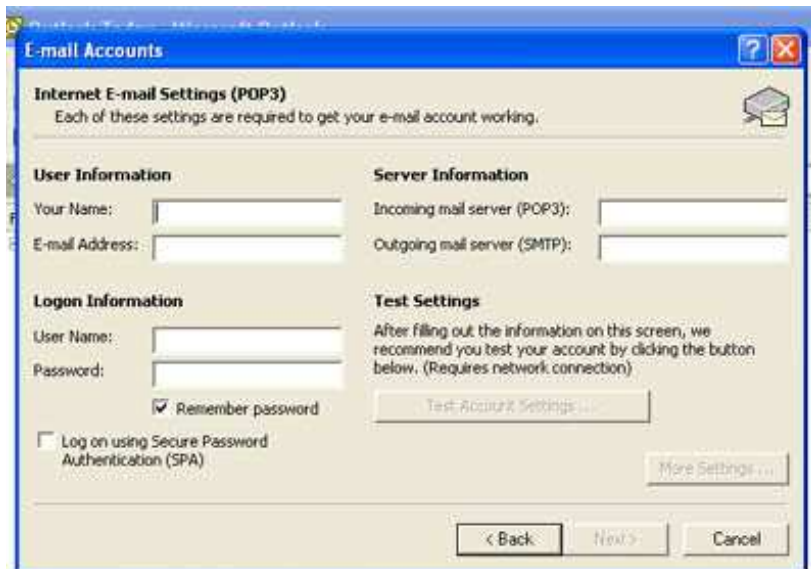 Outlook Today - Microsoft Outlook
E-mail Accounts
Internet E-mail Settings (POP3)
Each of these settings are required to get your e-mail account working.
User Information
Your Name:
E-mail Address:
Server Information
Incoming mail server (POP3):
Outgoing mail server (SMTP):
Logon Information
User Name:
Password:
Remember password
Log on using Secure Password
Authentication (SPA)
Test Settings
After filling out the information on this screen, we
recommend you test your account by clicking the button
below. (Requires network connection)
Test Account Settings ...
More Settings ...
< Back
Next >
Cancel